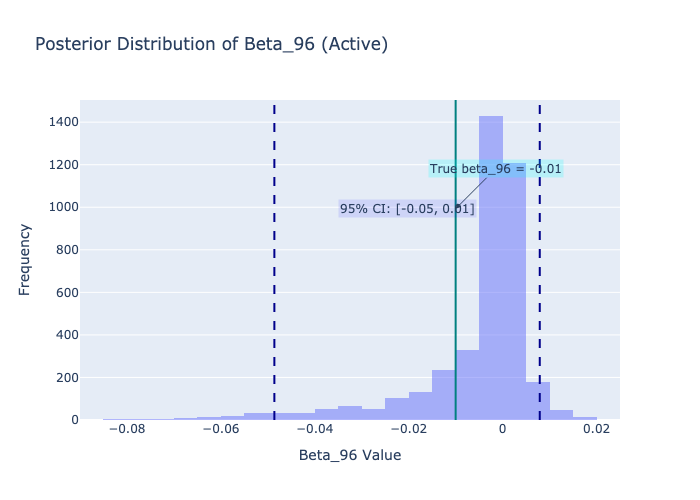 Posterior Distribution of Beta_96 (Active)
1400
1200
1000
800
600
400
200
0
True beta_96 = -0.01
95% CI: [-0.05, 0.01]
−0.08
−0.06
−0.04
−0.02
0
0.02
Beta_96 Value
Frequency